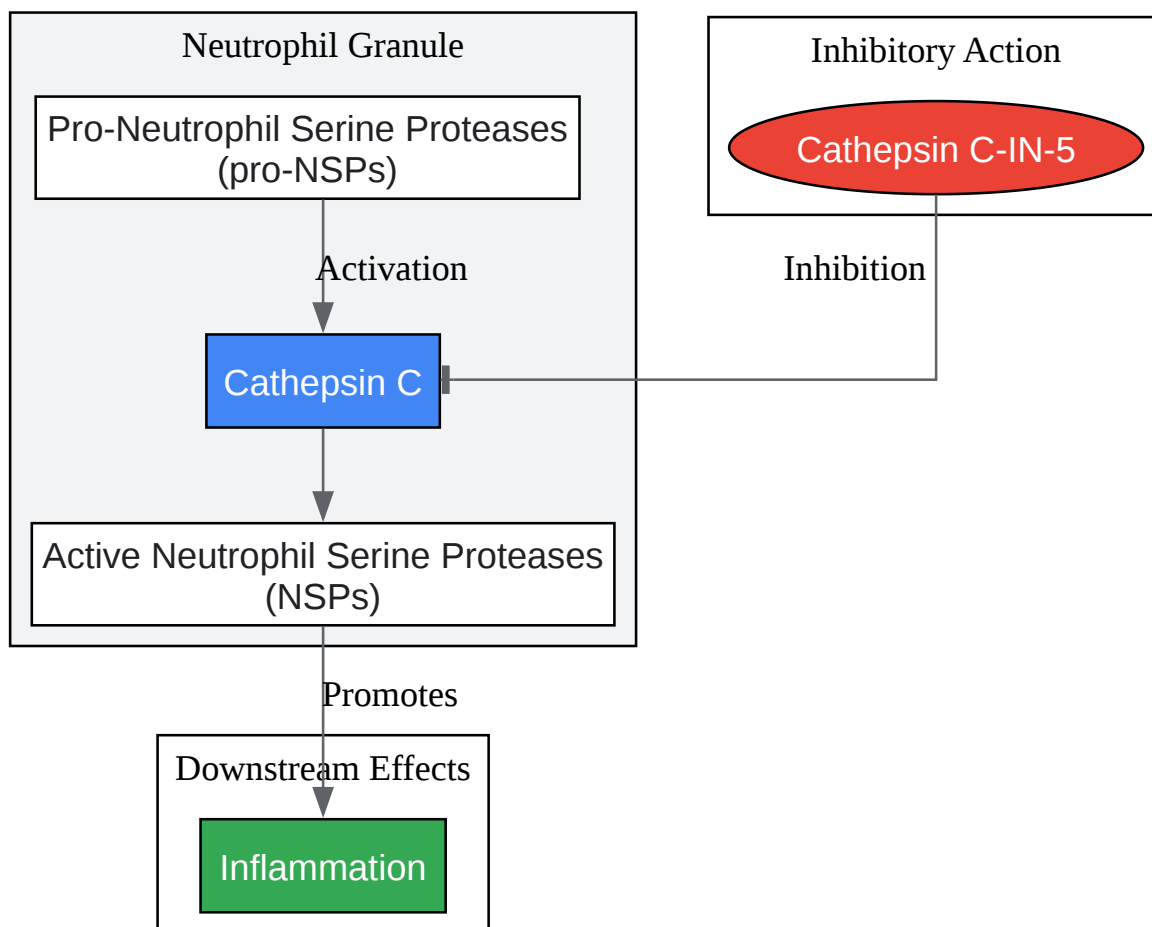 Neutrophil Granule
Pro-Neutrophil Serine Proteases
(pro-NSPs)
Activation
Cathepsin C
Active Neutrophil Serine Proteases
(NSPs)
Promotes
Downstream Effects
Inflammation
Inhibitory Action
Cathepsin C-IN-5
Inhibition